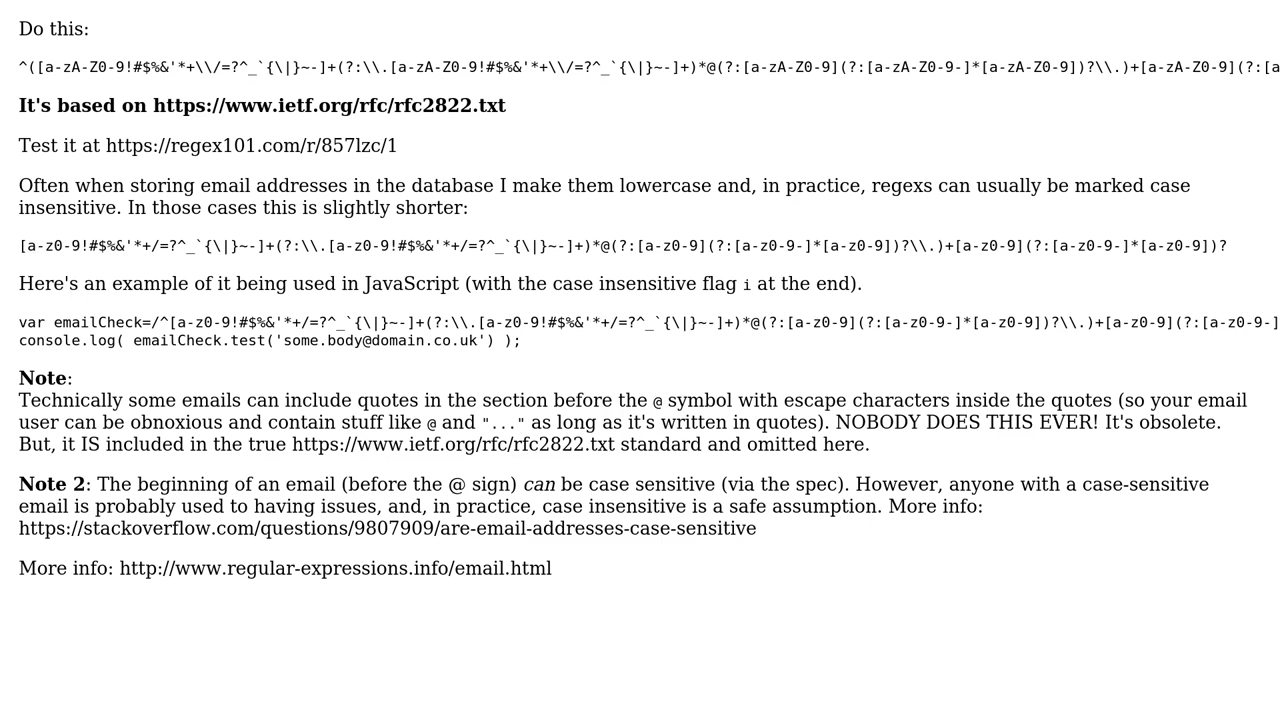 Do this:
^([a-zA-Z0-9!#$%&'*+\\/=?^_`{\|}~-]+(?:\\.[a-zA-Z0-9!#$%&'*+\\/=?^_`{\|}~-]+)*@(?:[a-zA-Z0-9](?:[a-zA-Z0-9-]*[a-zA-Z0-9])?\\.)+[a-zA-Z0-9](?:[a
It's based on https://www.ietf.org/rfc/rfc2822.txt
Test it at https://regex101.com/r/857lzc/1
Often when storing email addresses in the database I make them lowercase and, in practice, regexs can usually be marked case
insensitive. In those cases this is slightly shorter:
[a-z0-9!#$%&'*+/=?^_`{\|}~-]+(?:\\.[a-z0-9!#$%&'*+/=?^_`{\|}~-]+)*@(?:[a-z0-9](?:[a-z0-9-]*[a-z0-9])?\\.)+[a-z0-9](?:[a-z0-9-]*[a-z0-9])?
Here's an example of it being used in JavaScript (with the case insensitive flag i at the end).
var emailCheck=/^[a-z0-9!#$%&'*+/=?^_`{\|}~-]+(?:\\.[a-z0-9!#$%&'*+/=?^_`{\|}~-]+)*@(?:[a-z0-9](?:[a-z0-9-]*[a-z0-9])?\\.)+[a-z0-9](?:[a-z0-9-]
console.log( emailCheck.test('some.body@domain.co.uk') );
Note:
Technically some emails can include quotes in the section before the @ symbol with escape characters inside the quotes (so your email
user can be obnoxious and contain stuff like @ and "..." as long as it's written in quotes). NOBODY DOES THIS EVER! It's obsolete.
But, it IS included in the true https://www.ietf.org/rfc/rfc2822.txt standard and omitted here.
Note 2: The beginning of an email (before the @ sign) can be case sensitive (via the spec). However, anyone with a case-sensitive
email is probably used to having issues, and, in practice, case insensitive is a safe assumption. More info:
https://stackoverflow.com/questions/9807909/are-email-addresses-case-sensitive
More info: http://www.regular-expressions.info/email.html